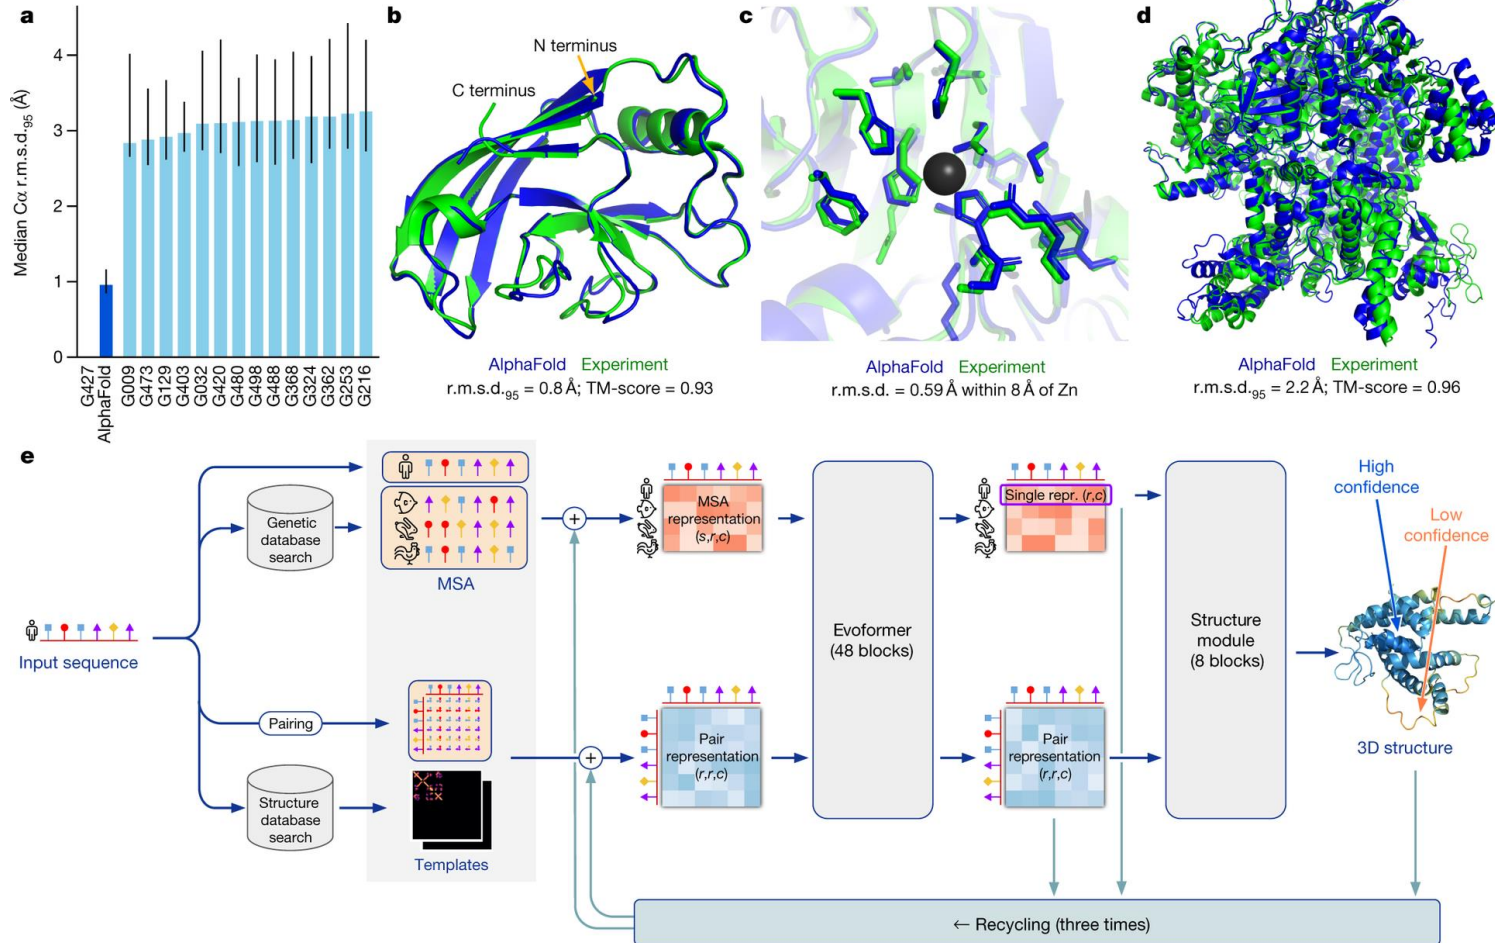 a
Median Cα r.m.s.d.95 (Å)
4
3
2
1
0
G427
AlphaFold
G009
G473
G129
G403
G032
G420
G480
G498
G488
G368
G324
G362
G253
G216
b
N terminus
C terminus
AlphaFold Experiment
r.m.s.d.95 = 0.8 Å; TM-score = 0.93
c
AlphaFold Experiment
r.m.s.d. = 0.59 Å within 8 Å of Zn
d
AlphaFold Experiment
r.m.s.d.95 = 2.2 Å; TM-score = 0.96
e
Input sequence
Genetic
database
search
MSA
Pairing
Structure
database
search
Templates
+
+
MSA
representation
(s,r,c)
Pair
representation
(r,r,c)
Evoformer
(48 blocks)
Single repr. (r,c)
Pair
representation
(r,r,c)
Structure
module
(8 blocks)
High
confidence
Low
confidence
3D structure
← Recycling (three times)